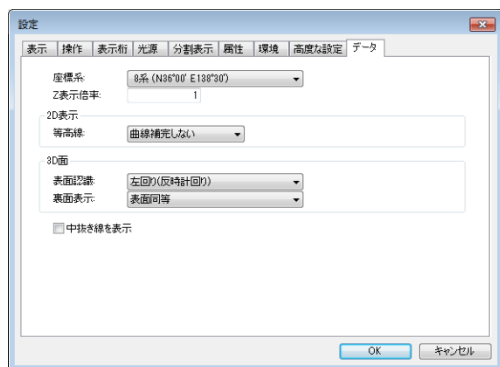 設定
表示 操作 表示桁 光源 分割表示 属性 環境 高度な設定 データ
座標系: 8系 (N36°00' E138°30')
Z表示倍率: 1
2D表示
等高線: 曲線補完しない
3D面
表面認識: 左回り(反時計回り)
裏面表示: 表面同等
中抜き線を表示
OK キャンセル